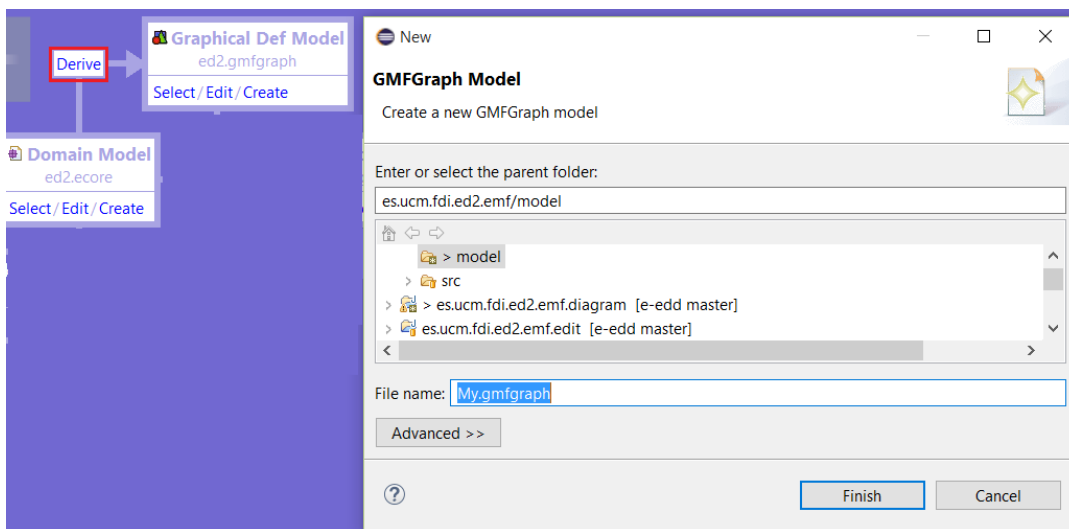 Derive
Graphical Def Model
ed2.gmfgraph
Select/Edit/Create
Domain Model
ed2.ecore
Select/Edit/Create
New
GMFGraph Model
Create a new GMFGraph model
Enter or select the parent folder:
es.ucm.fdi.ed2.emf/model
> model
> src
> > es.ucm.fdi.ed2.emf.diagram [e-edd master]
> es.ucm.fdi.ed2.emf.edit [e-edd master]
File name: My.gmfgraph
Advanced >>
Finish
Cancel